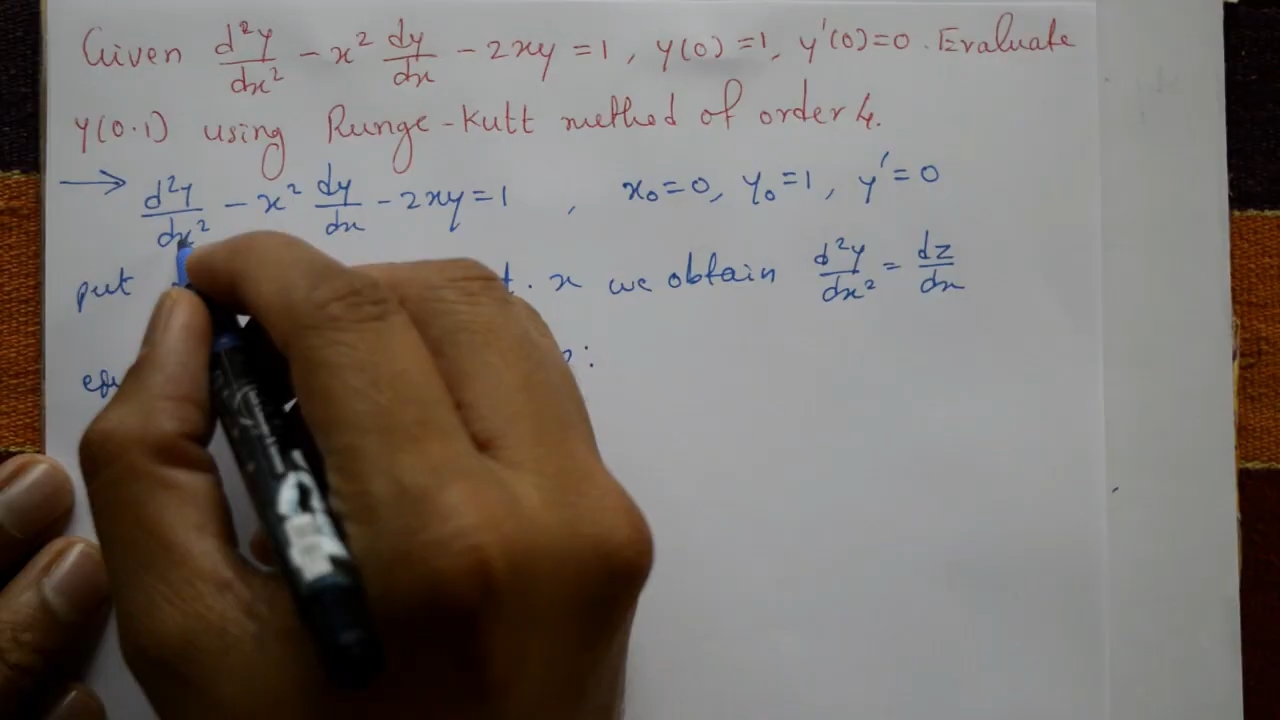 Given d²y/dx² - x² dy/dx - 2xy = 1, y(0) = 1, y'(0) = 0. Evaluate
y(0.1) using Runge-Kutt method of order 4.
→ d²y/dx² - x² dy/dx - 2xy = 1 , x₀ = 0, y₀ = 1, y' = 0
put t. x we obtain d²y/dx² = dz/dx